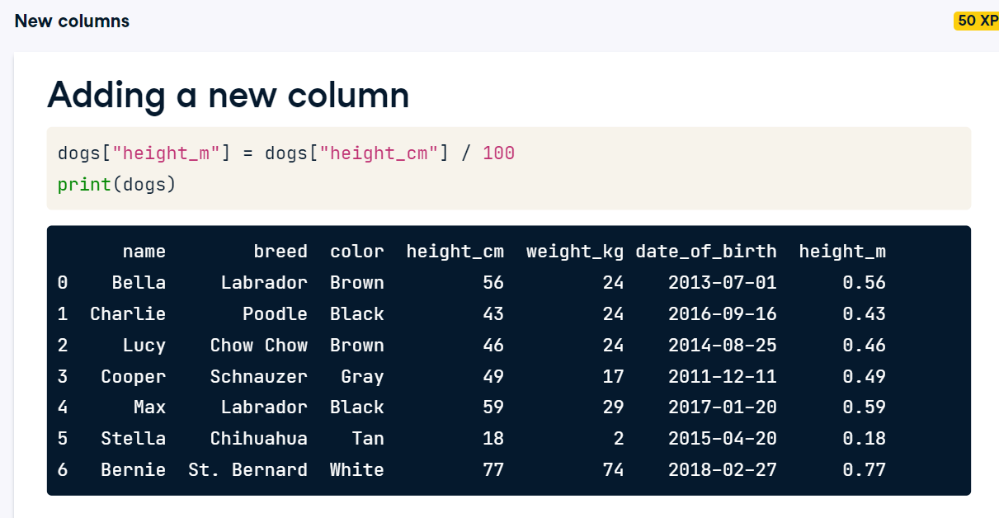 New columns
50 XP
Adding a new column
dogs["height_m"] = dogs["height_cm"] / 100
print(dogs)
name breed color height_cm weight_kg date_of_birth height_m
0 Bella Labrador Brown 56 24 2013-07-01 0.56
1 Charlie Poodle Black 43 24 2016-09-16 0.43
2 Lucy Chow Chow Brown 46 24 2014-08-25 0.46
3 Cooper Schnauzer Gray 49 17 2011-12-11 0.49
4 Max Labrador Black 59 29 2017-01-20 0.59
5 Stella Chihuahua Tan 18 2 2015-04-20 0.18
6 Bernie St. Bernard White 77 74 2018-02-27 0.77